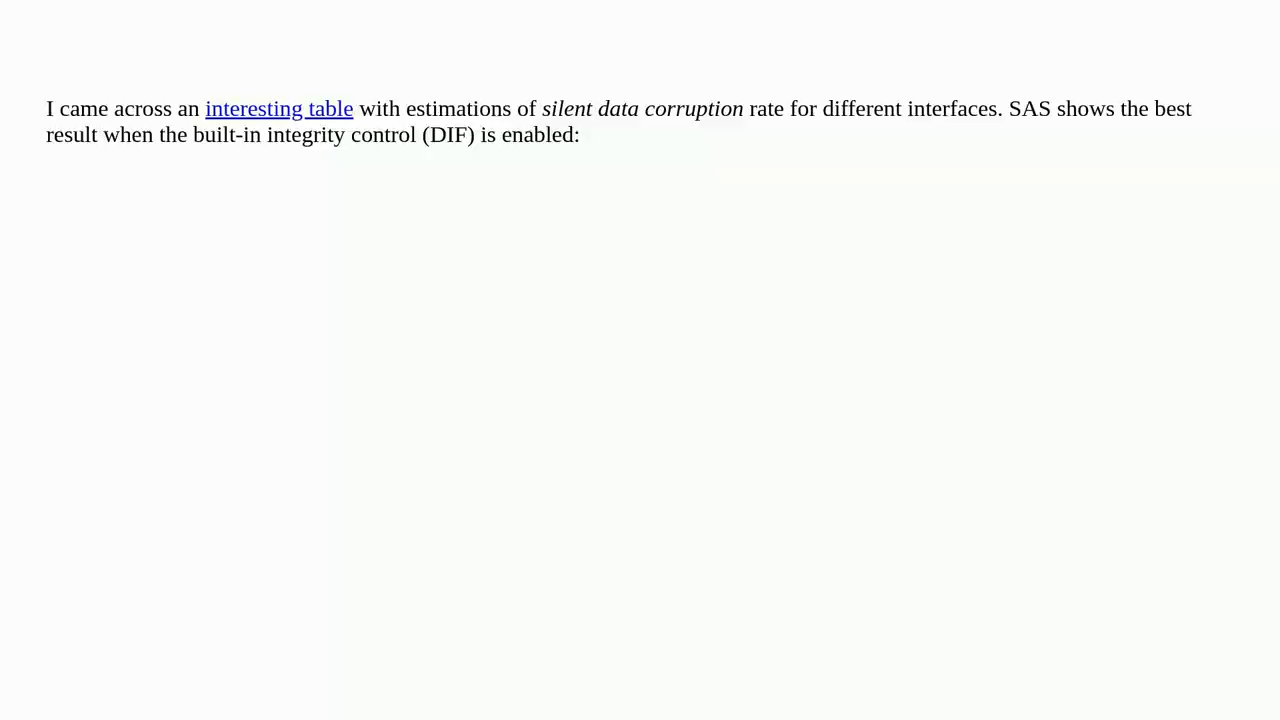 I came across an interesting table with estimations of silent data corruption rate for different interfaces. SAS shows the best
result when the built-in integrity control (DIF) is enabled: